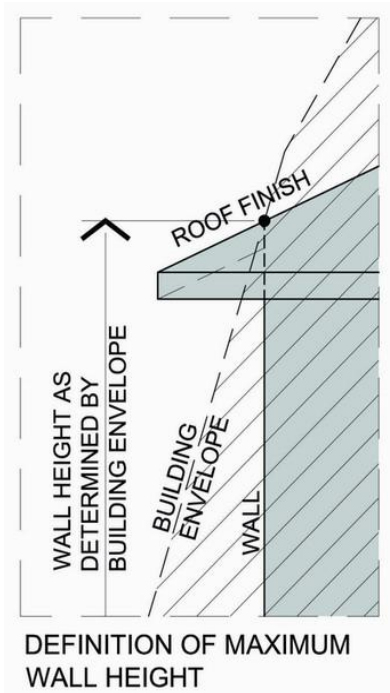 ROOF FINISH
WALL HEIGHT AS
DETERMINED BY
BUILDING ENVELOPE
BUILDING
ENVELOPE
WALL
DEFINITION OF MAXIMUM
WALL HEIGHT